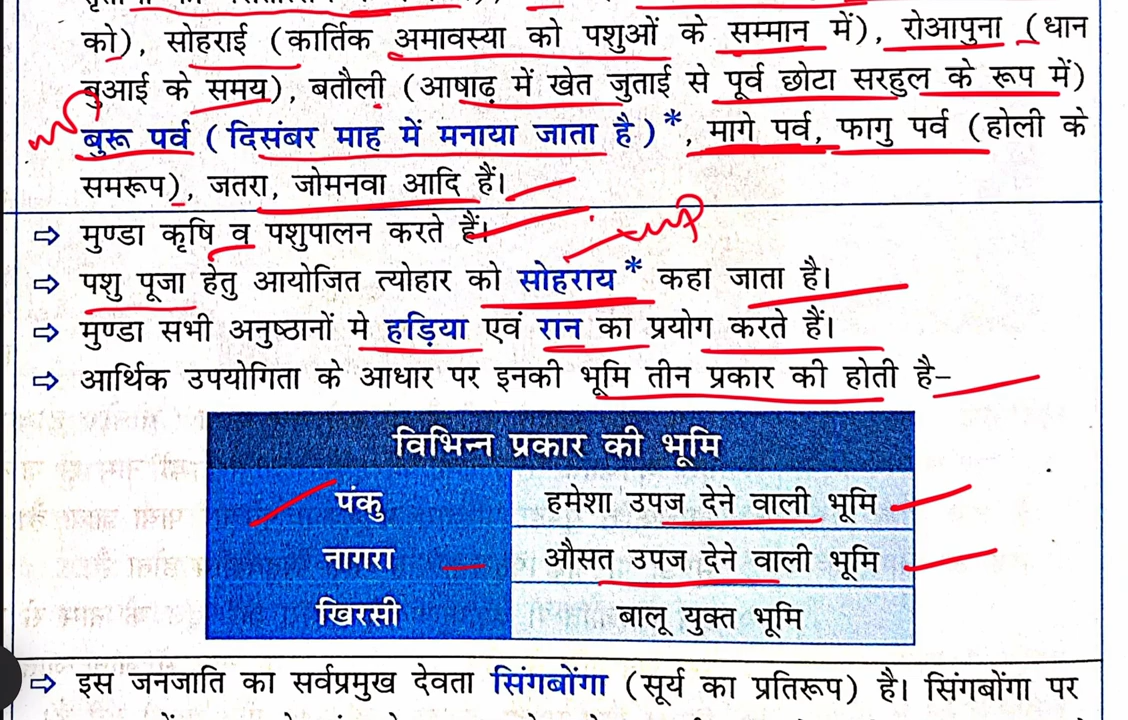 को), सोहराई (कार्तिक अमावस्या को पशुओं के सम्मान में), रोआपुना (धान
बुआई के समय), बतौली (आषाढ़ में खेत जुताई से पूर्व छोटा सरहुल के रूप में)
बुरू पर्व (दिसंबर माह में मनाया जाता है)*, मागे पर्व, फागु पर्व (होली के
समरूप), जतरा, जोमनवा आदि हैं।
⇨ मुण्डा कृषि व पशुपालन करते हैं।
⇨ पशु पूजा हेतु आयोजित त्योहार को सोहराय* कहा जाता है।
⇨ मुण्डा सभी अनुष्ठानों मे हड़िया एवं रान का प्रयोग करते हैं।
⇨ आर्थिक उपयोगिता के आधार पर इनकी भूमि तीन प्रकार की होती है–
विभिन्न प्रकार की भूमि
पंकु हमेशा उपज देने वाली भूमि
नागरा औसत उपज देने वाली भूमि
खिरसी बालू युक्त भूमि
⇨ इस जनजाति का सर्वप्रमुख देवता सिंगबोंगा (सूर्य का प्रतिरूप) है। सिंगबोंगा पर